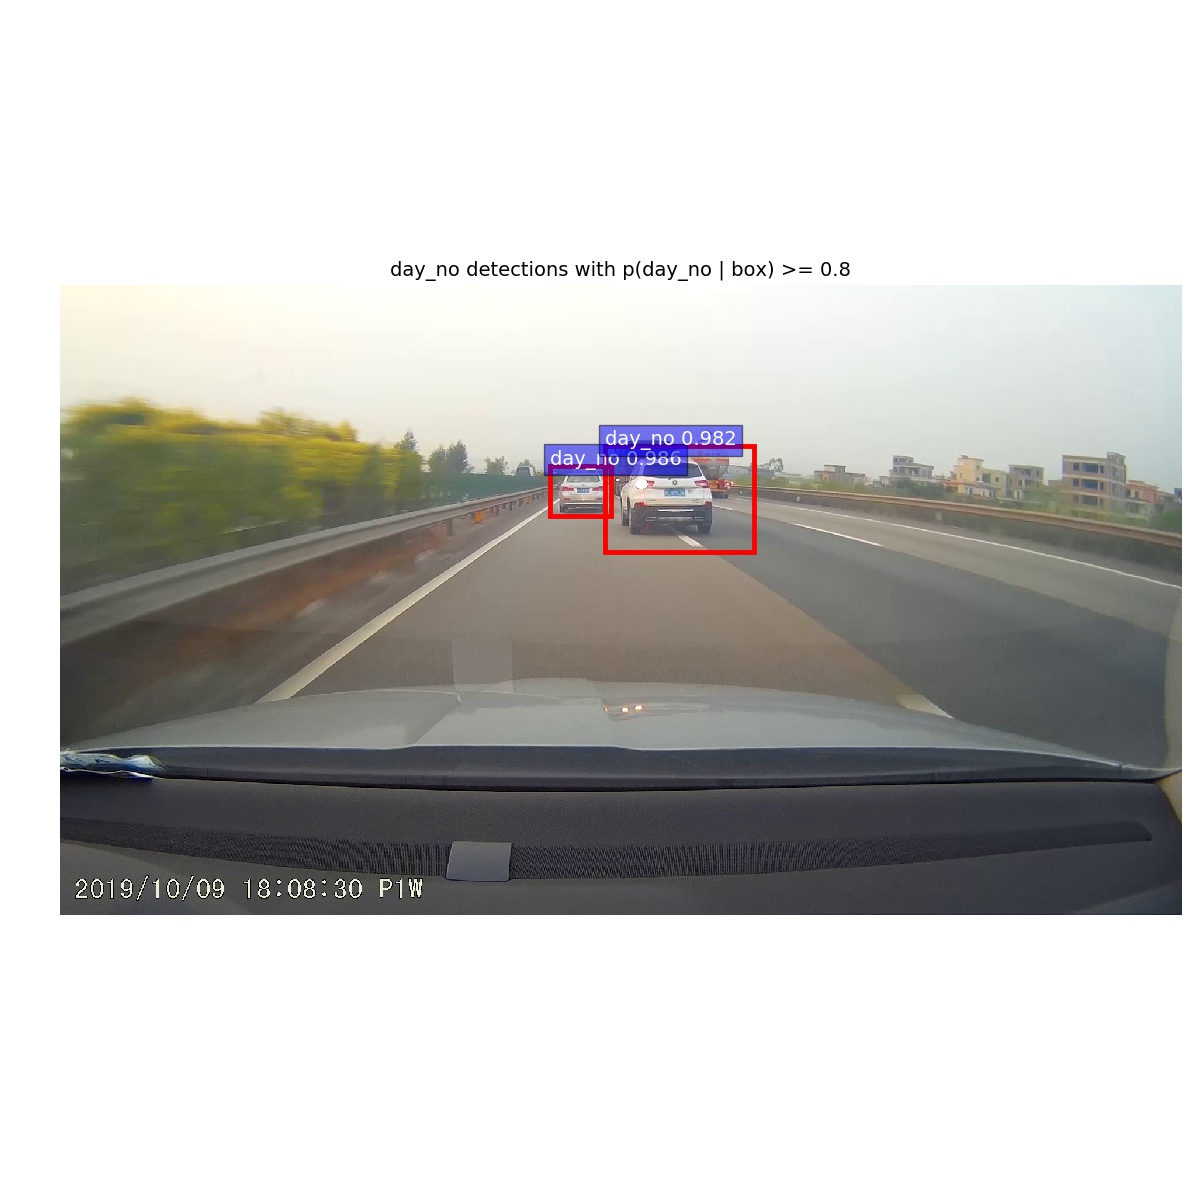 day_no detections with p(day_no | box) >= 0.8
day_no 0.982
day_no 0.986
2019/10/09 18:08:30 P1W